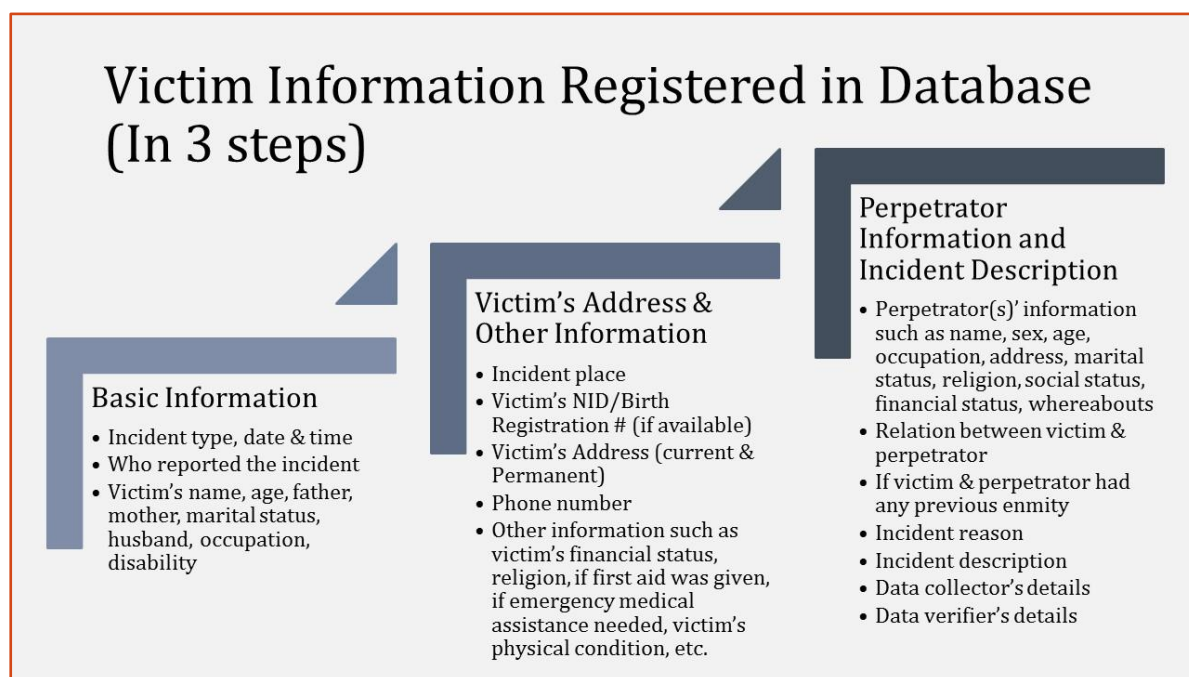 Victim Information Registered in Database
(In 3 steps)
Basic Information
• Incident type, date & time
• Who reported the incident
• Victim's name, age, father,
mother, marital status,
husband, occupation,
disability
Victim's Address &
Other Information
• Incident place
• Victim's NID/Birth
Registration # (if available)
• Victim's Address (current &
Permanent)
• Phone number
• Other information such as
victim's financial status,
religion, if first aid was given,
if emergency medical
assistance needed, victim's
physical condition, etc.
Perpetrator
Information and
Incident Description
• Perpetrator(s)' information
such as name, sex, age,
occupation, address, marital
status, religion, social status,
financial status, whereabouts
• Relation between victim &
perpetrator
• If victim & perpetrator had
any previous enmity
• Incident reason
• Incident description
• Data collector's details
• Data verifier's details